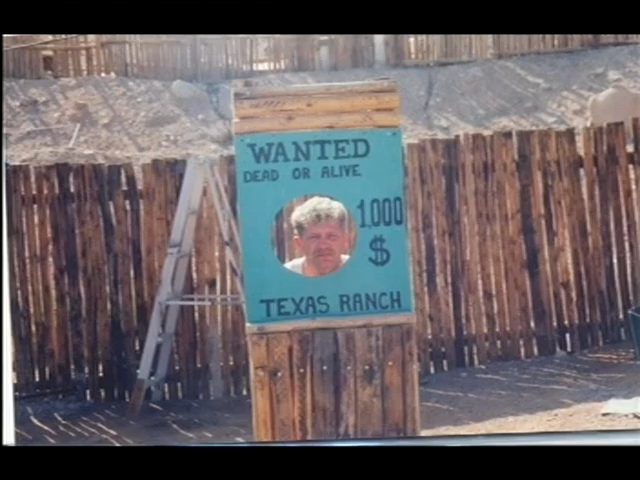 WANTED
DEAD OR ALIVE
1,000
$
TEXAS RANCH